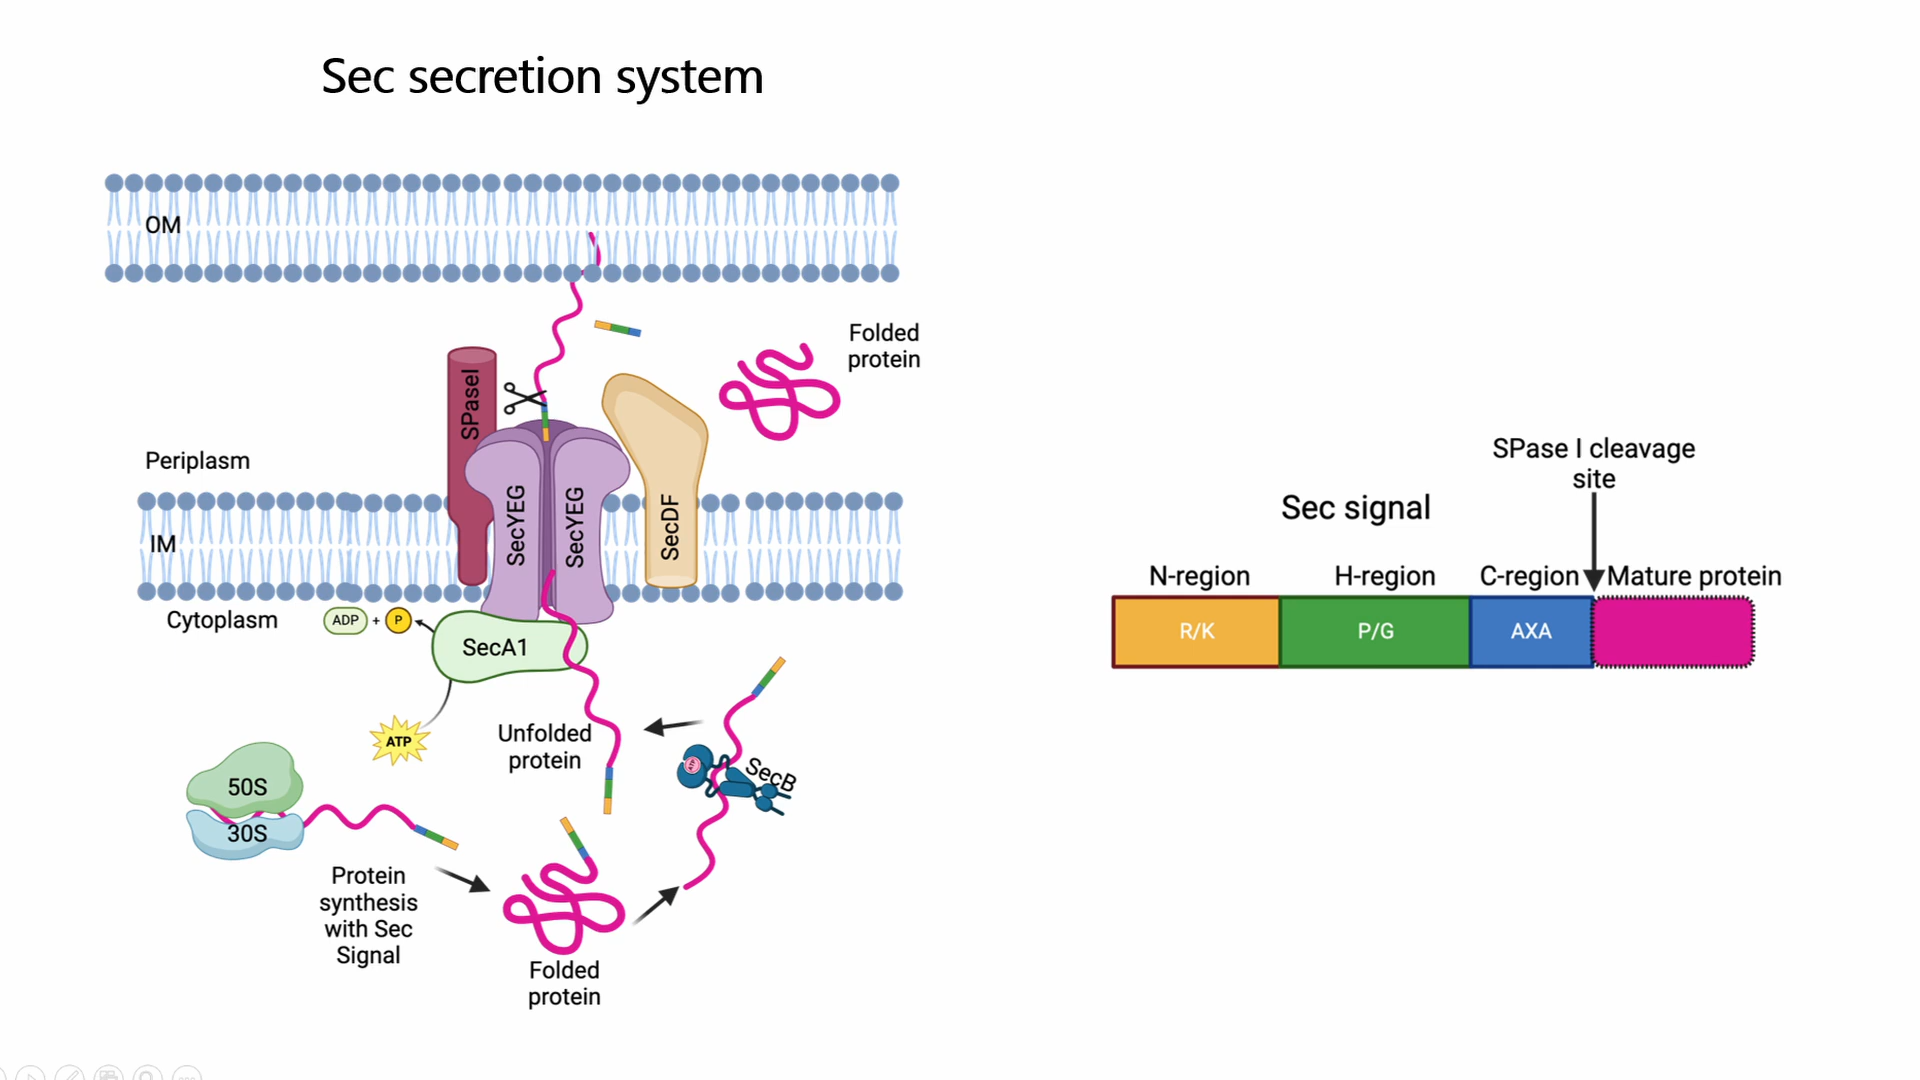 Sec secretion system
OM
Folded
protein
SPaseI
Periplasm
SecYEG
SecYEG
SecDF
IM
Cytoplasm
ADP + P
SecA1
ATP
Unfolded
protein
ATP
SecB
50S
30S
Protein
synthesis
with Sec
Signal
Folded
protein
SPase I cleavage
site
Sec signal
N-region H-region C-region Mature protein
R/K P/G AXA